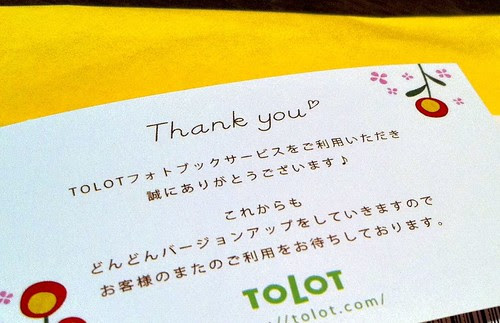 Thank you♡
TOLOTフォトブックサービスをご利用いただき
誠にありがとうございます♪
これからも
どんどんバージョンアップをしていきますので
お客様のまたのご利用をお待ちしております。
TOLOT
//tolot.com/